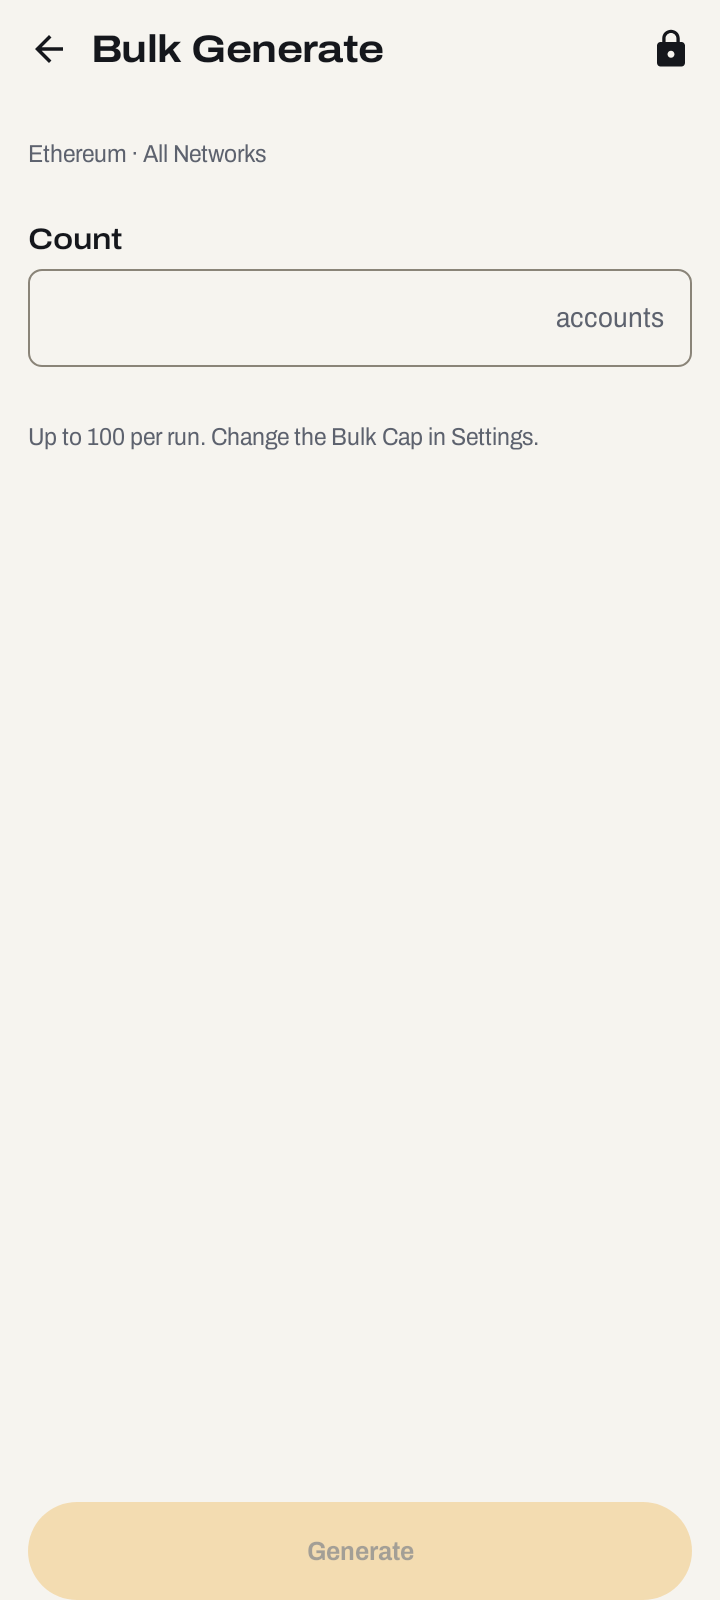 Bulk Generate
Ethereum · All Networks
Count
accounts
Up to 100 per run. Change the Bulk Cap in Settings.
Generate